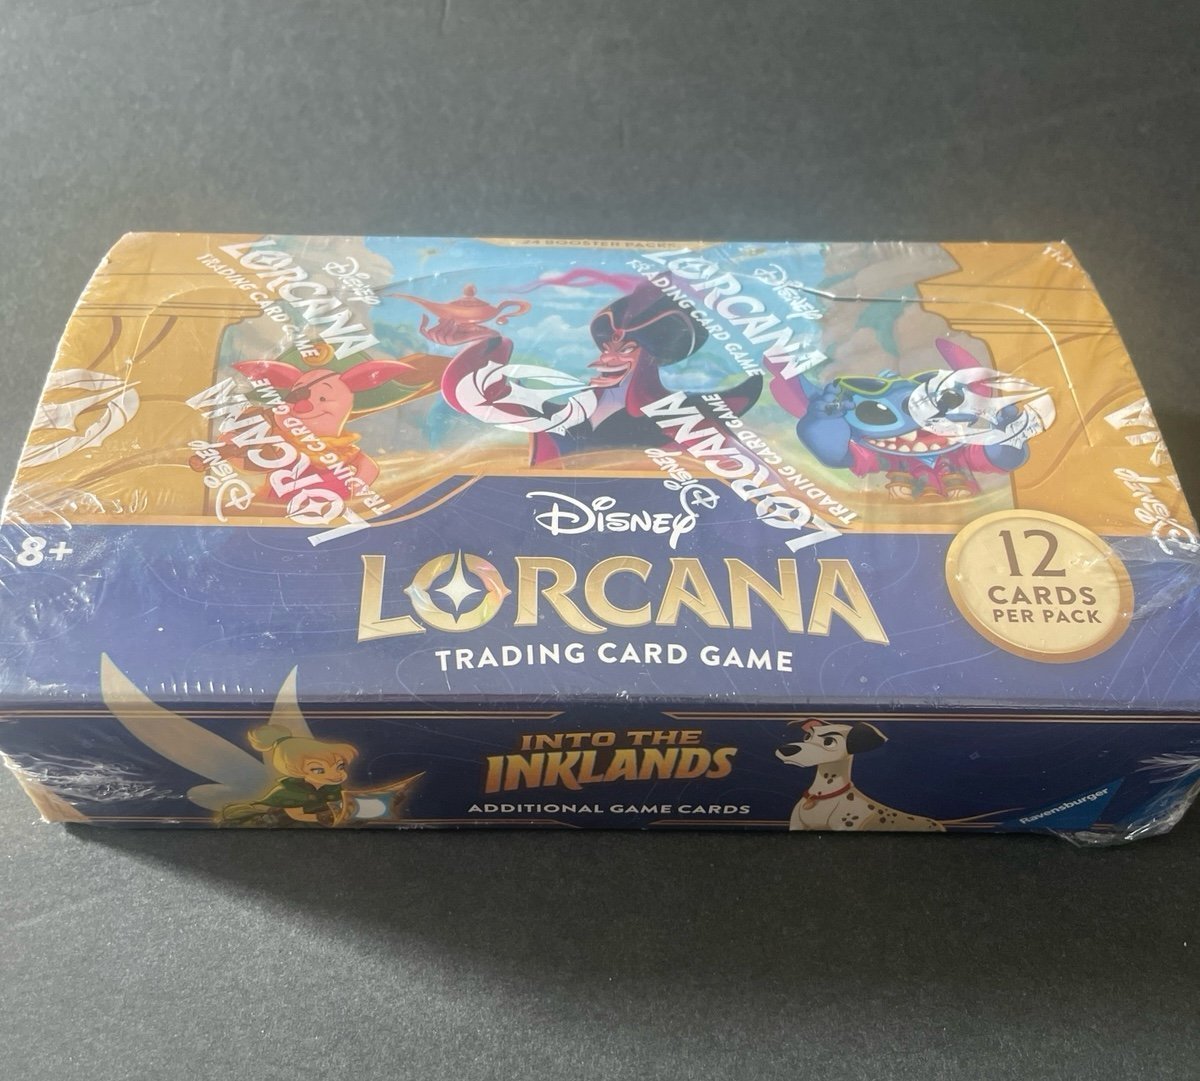 24 BOOSTER PACKS
LORCANA
TRADING CARD GAME
Disney
LORCANA
TRADING CARD GAME
Disney
Disney
LORCANA
TRADING CARD GAME
Disney
LORCANA
TRADING CARD GAME
Disney
8+
Disney
LORCANA
TRADING CARD GAME
12
CARDS
PER PACK
INTO THE
INKLANDS
ADDITIONAL GAME CARDS
Ravensburger